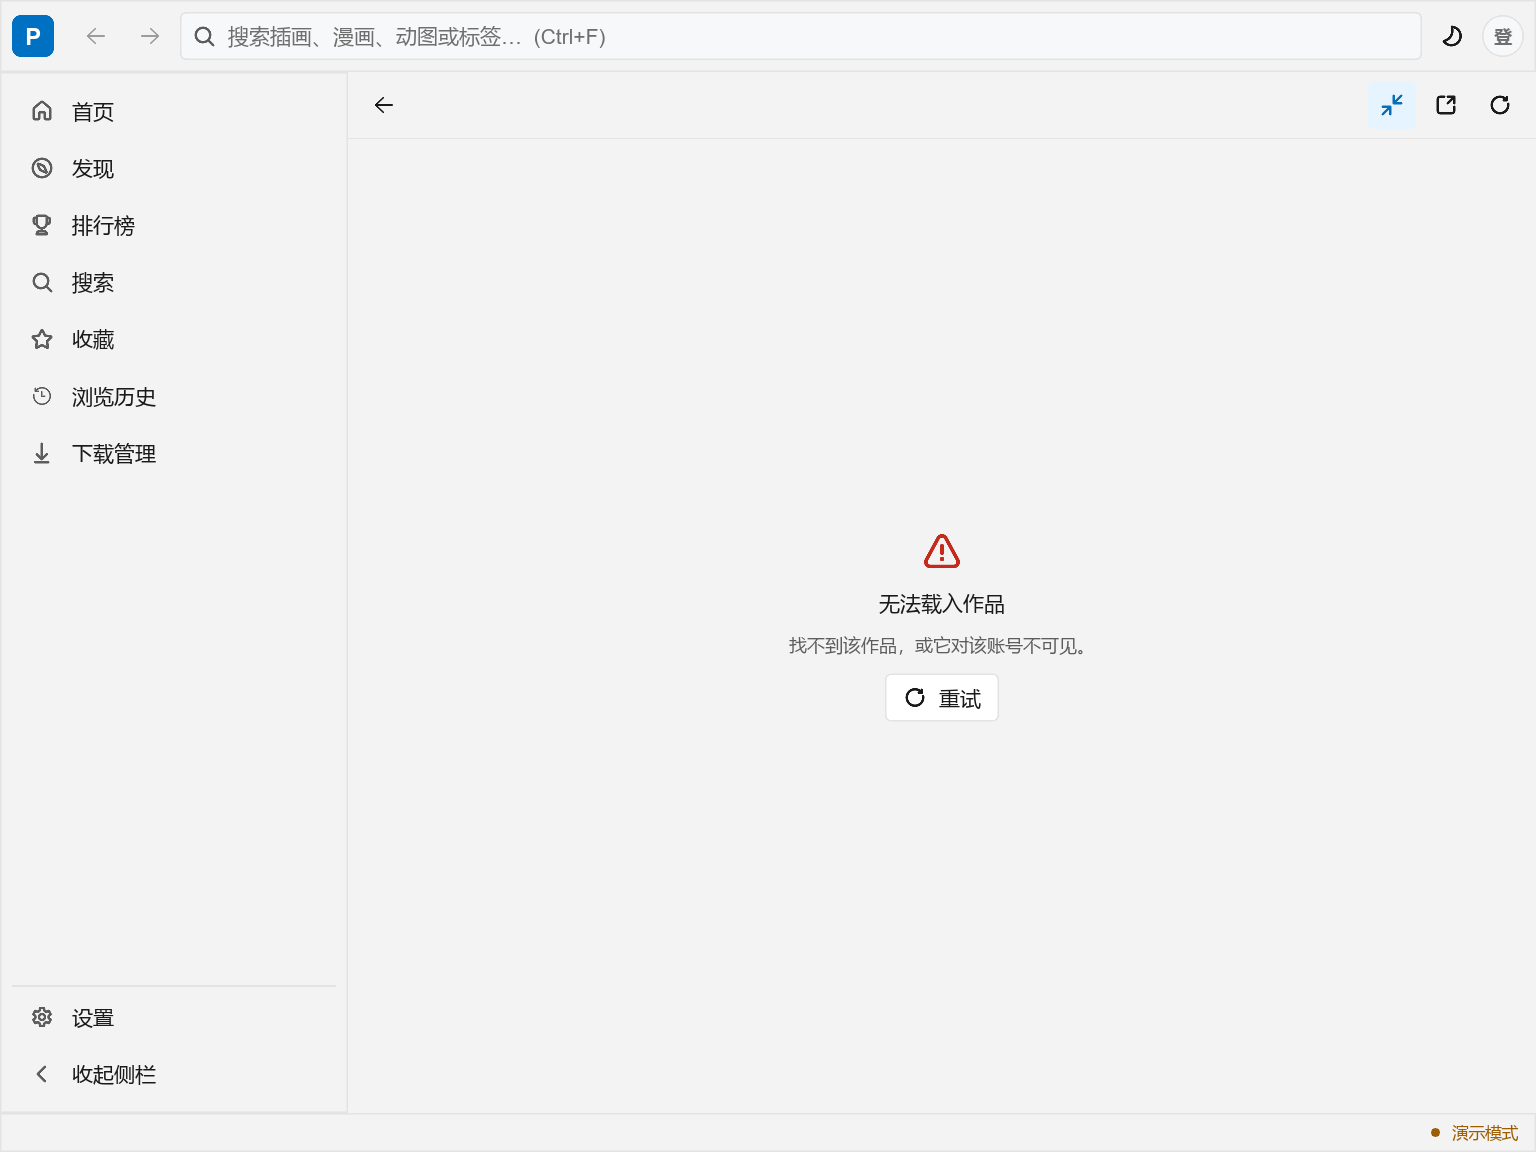 P
搜索插画、漫画、动图或标签… (Ctrl+F)
登
首页
发现
排行榜
搜索
收藏
浏览历史
下载管理
无法载入作品
找不到该作品，或它对该账号不可见。
重试
设置
收起侧栏
演示模式